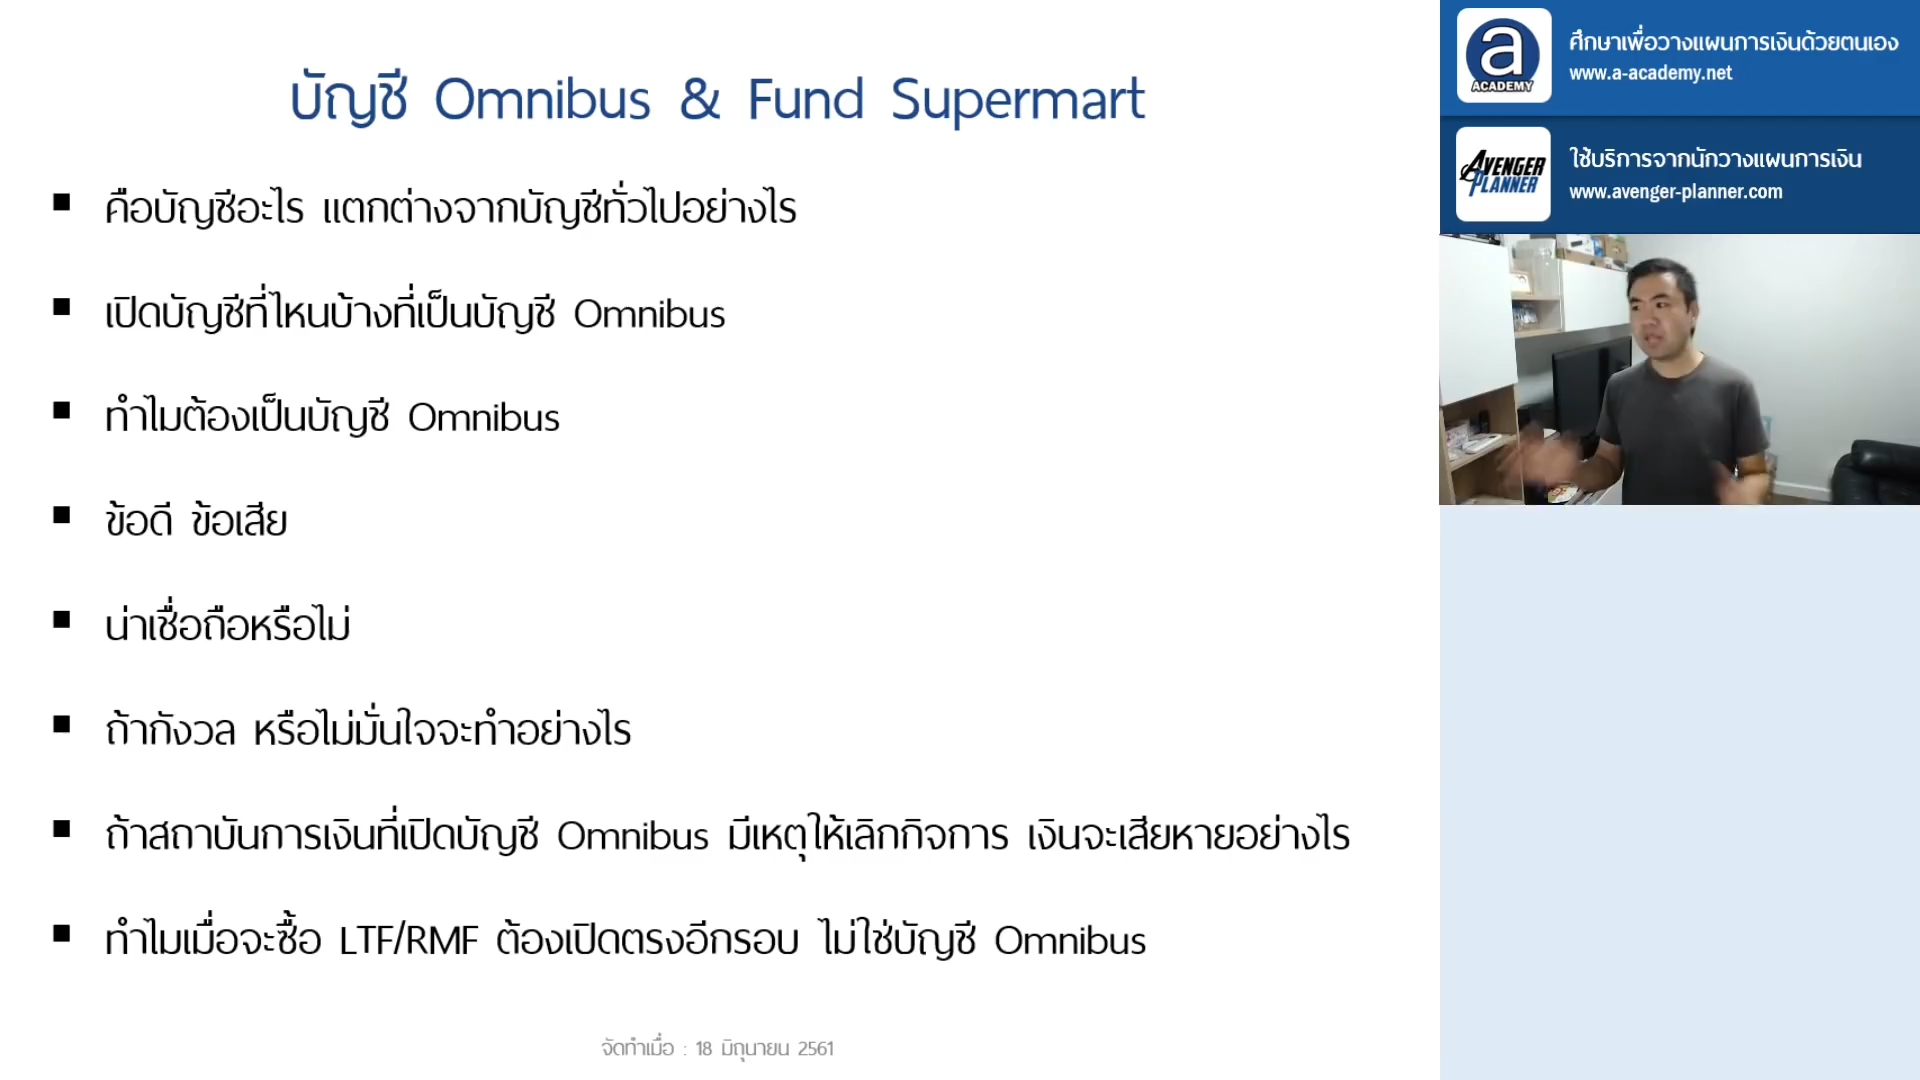 บัญชี Omnibus & Fund Supermart
▪ คือบัญชีอะไร แตกต่างจากบัญชีทั่วไปอย่างไร
▪ เปิดบัญชีที่ไหนบ้างที่เป็นบัญชี Omnibus
▪ ทำไมต้องเป็นบัญชี Omnibus
▪ ข้อดี ข้อเสีย
▪ น่าเชื่อถือหรือไม่
▪ ถ้ากังวล หรือไม่มั่นใจจะทำอย่างไร
▪ ถ้าสถาบันการเงินที่เปิดบัญชี Omnibus มีเหตุให้เลิกกิจการ เงินจะเสียหายอย่างไร
▪ ทำไมเมื่อจะซื้อ LTF/RMF ต้องเปิดตรงอีกรอบ ไม่ใช่บัญชี Omnibus
จัดทำเมื่อ : 18 มิถุนายน 2561
a
ACADEMY
ศึกษาเพื่อวางแผนการเงินด้วยตนเอง
www.a-academy.net
AVENGER
PLANNER
ใช้บริการจากนักวางแผนการเงิน
www.avenger-planner.com